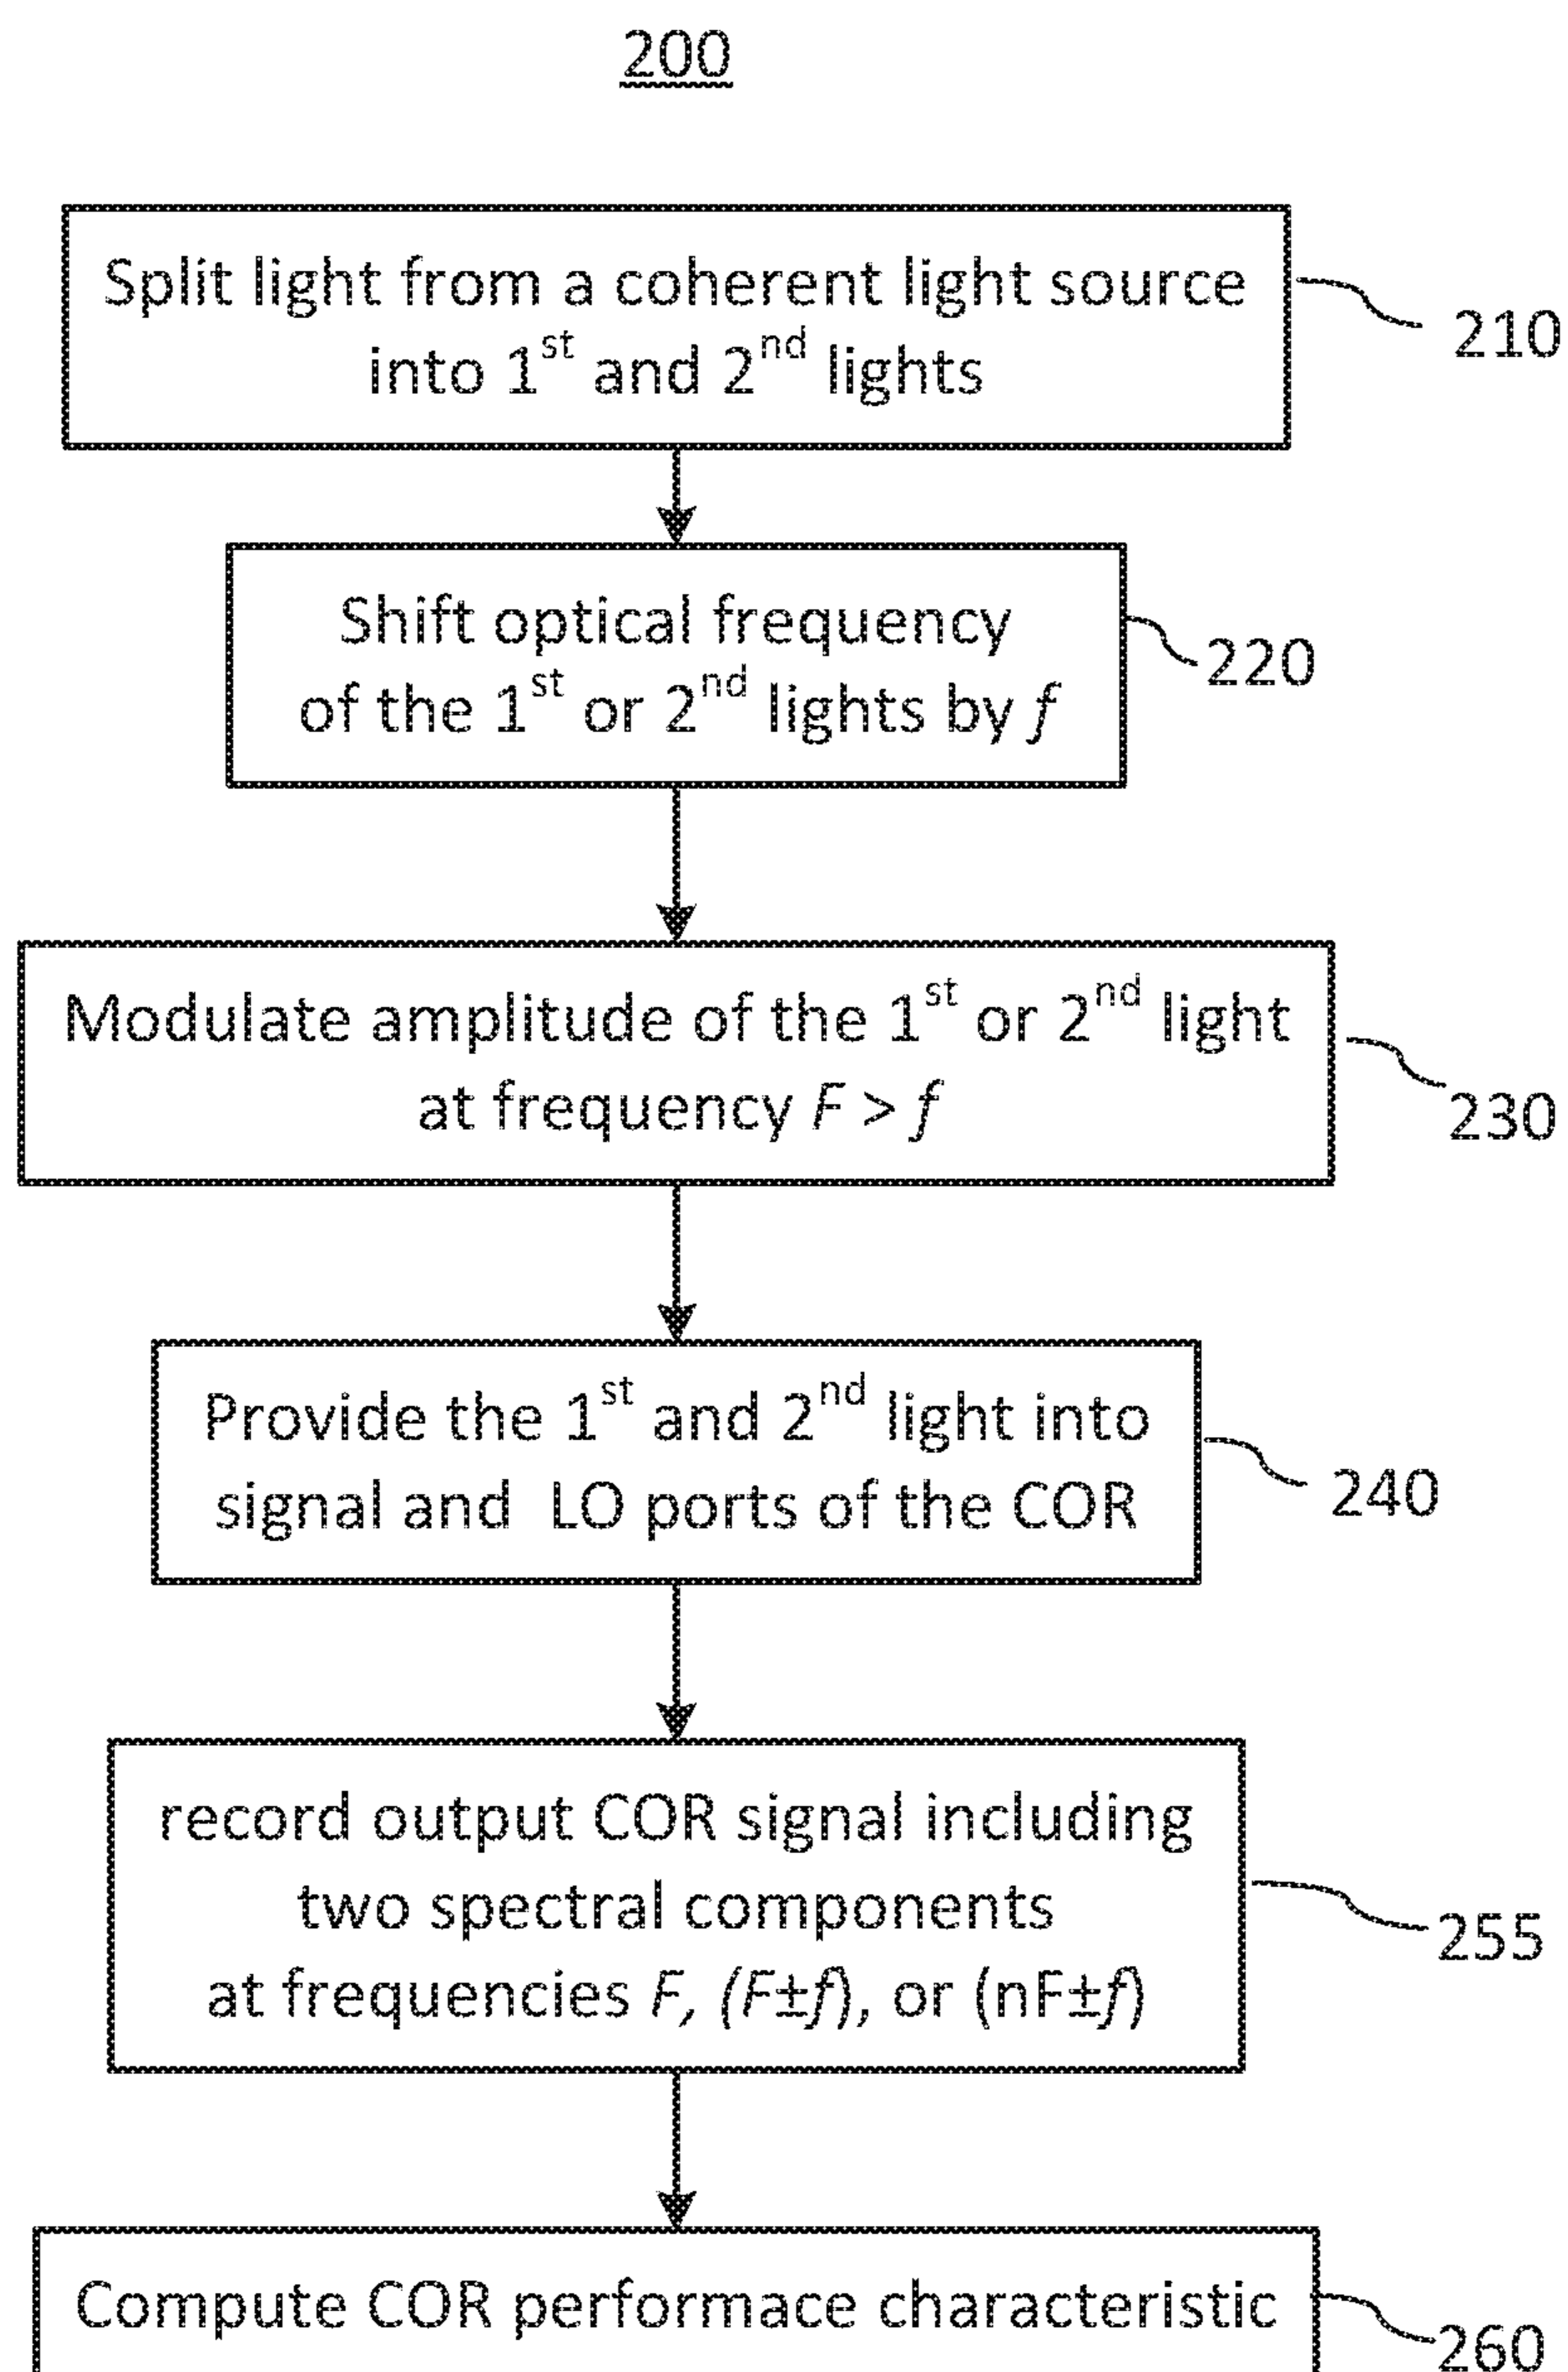 200
Split light from a coherent light source
into 1st and 2nd lights
210
Shift optical frequency
of the 1st or 2nd lights by f
220
Modulate amplitude of the 1st or 2nd light
at frequency F > f
230
Provide the 1st and 2nd light into
signal and LO ports of the COR
240
record output COR signal including
two spectral components
at frequencies F, (F±f), or (nF±f)
255
Compute COR performace characteristic
260